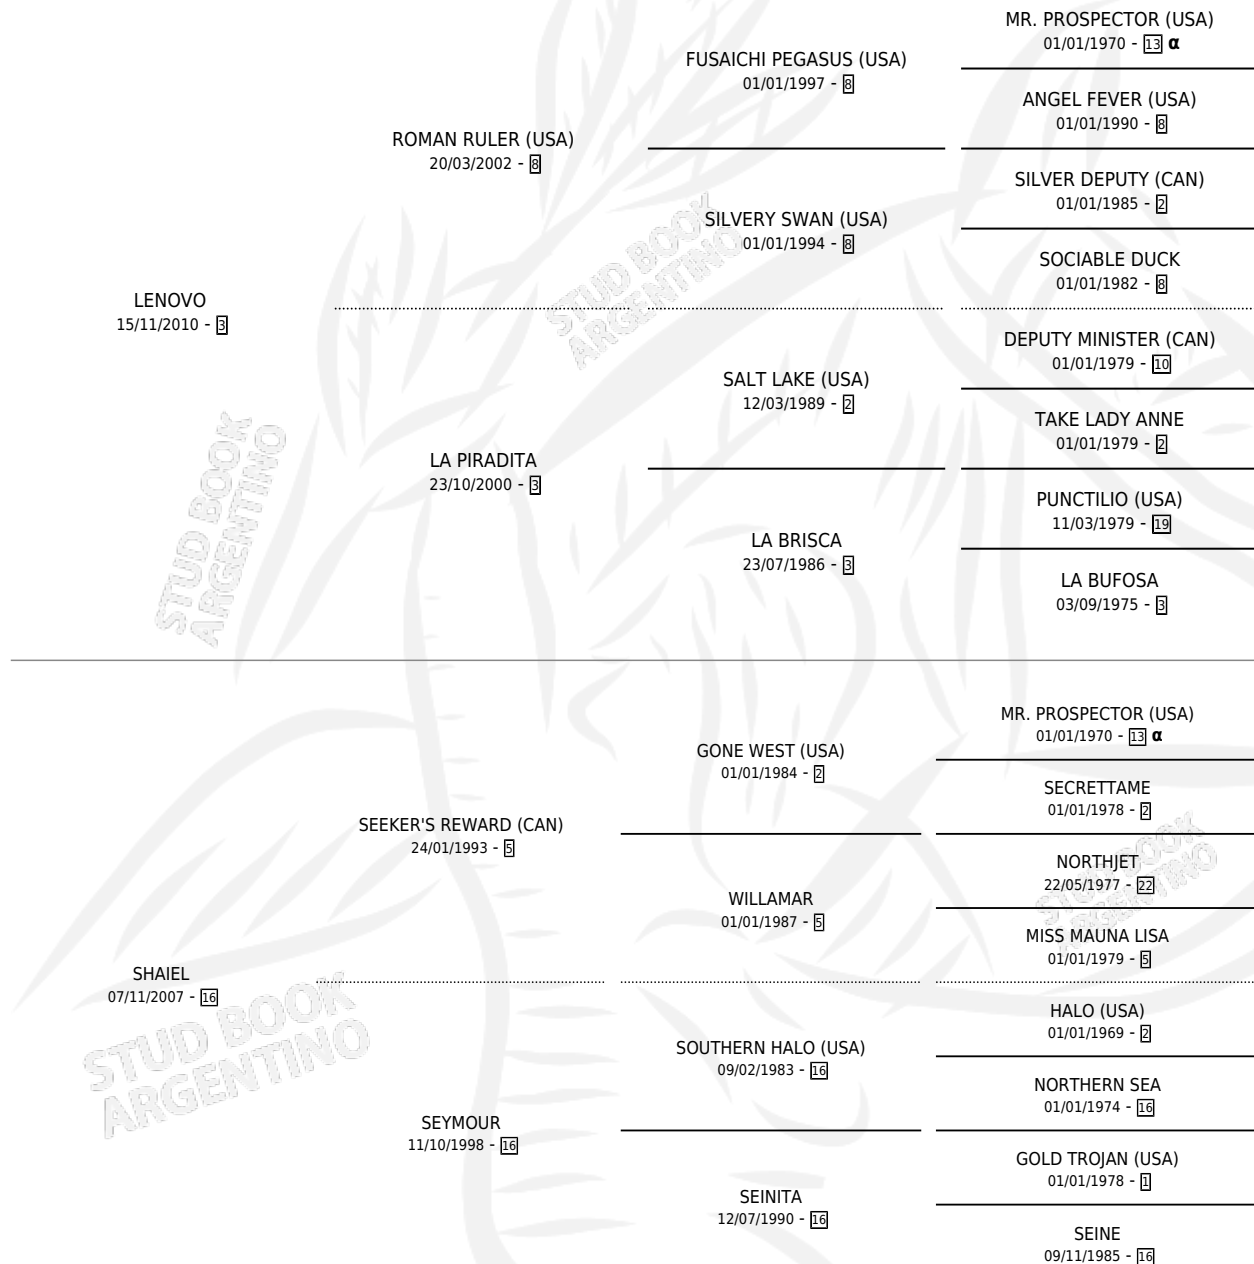 MR. PROSPECTOR (USA)
01/01/1970 - 13 α
FUSAICHI PEGASUS (USA)
01/01/1997 - 8
ANGEL FEVER (USA)
01/01/1990 - 8
ROMAN RULER (USA)
20/03/2002 - 8
SILVER DEPUTY (CAN)
01/01/1985 - 2
SILVERY SWAN (USA)
01/01/1994 - 8
SOCIABLE DUCK
01/01/1982 - 8
STUD BOOK
ARGENTINO
LENOVO
15/11/2010 - 3
DEPUTY MINISTER (CAN)
01/01/1979 - 10
SALT LAKE (USA)
12/03/1989 - 2
TAKE LADY ANNE
01/01/1979 - 2
LA PIRADITA
23/10/2000 - 3
PUNCTILIO (USA)
11/03/1979 - 19
LA BRISCA
23/07/1986 - 3
LA BUFOSA
03/09/1975 - 3
STUD BOOK
ARGENTINO
MR. PROSPECTOR (USA)
01/01/1970 - 13 α
GONE WEST (USA)
01/01/1984 - 2
SECRETTAME
01/01/1978 - 2
SEEKER'S REWARD (CAN)
24/01/1993 - 5
NORTHJET
22/05/1977 - 22
WILLAMAR
01/01/1987 - 5
MISS MAUNA LISA
01/01/1979 - 5
STUD BOOK
ARGENTINO
SHAIEL
07/11/2007 - 16
HALO (USA)
01/01/1969 - 2
SOUTHERN HALO (USA)
09/02/1983 - 16
NORTHERN SEA
01/01/1974 - 16
STUD BOOK
ARGENTINO
SEYMOUR
11/10/1998 - 16
GOLD TROJAN (USA)
01/01/1978 - 1
SEINITA
12/07/1990 - 16
SEINE
09/11/1985 - 16